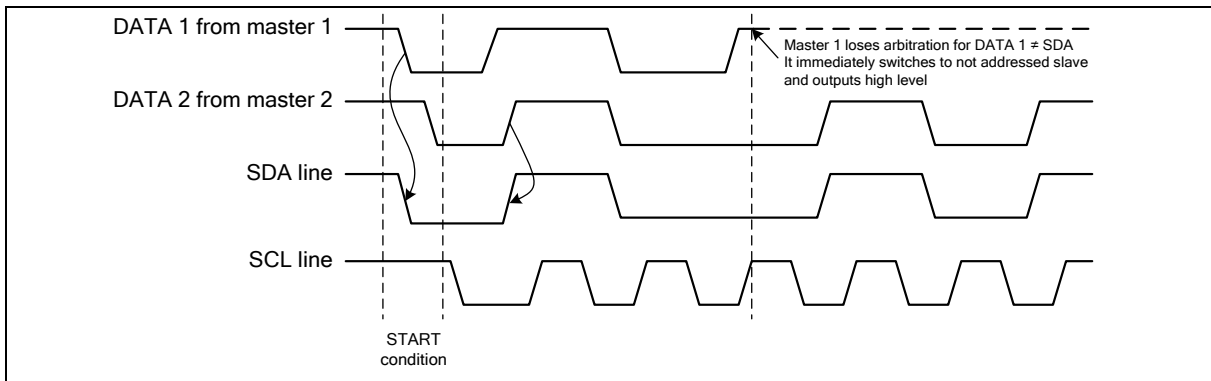 DATA 1 from master 1
Master 1 loses arbitration for DATA 1 ≠ SDA
It immediately switches to not addressed slave
and outputs high level
DATA 2 from master 2
SDA line
SCL line
START
condition